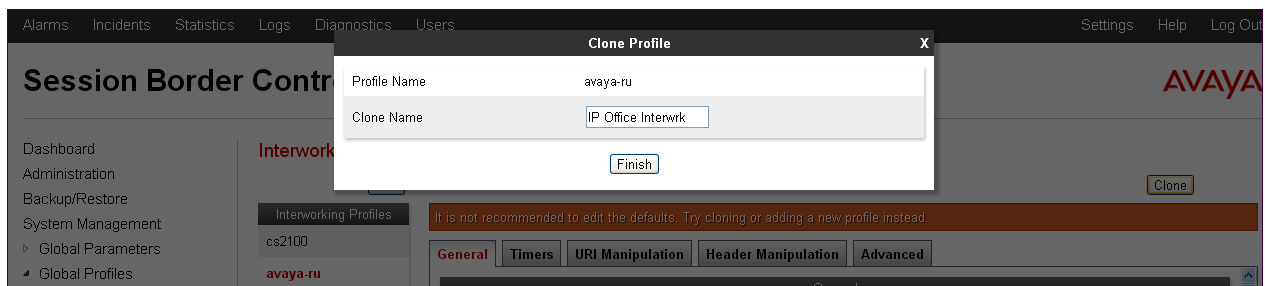 Alarms Incidents Statistics Logs Diagnostics Users Settings Help Log Out
Clone Profile X
Session Border Contr
AVAYA
Profile Name avaya-ru
Clone Name IP Office Interwrk
Finish
Dashboard
Interwork
Administration
Clone
Backup/Restore
Interworking Profiles
It is not recommended to edit the defaults. Try cloning or adding a new profile instead.
System Management
cs2100
Global Parameters
General Timers URI Manipulation Header Manipulation Advanced
Global Profiles
avaya-ru